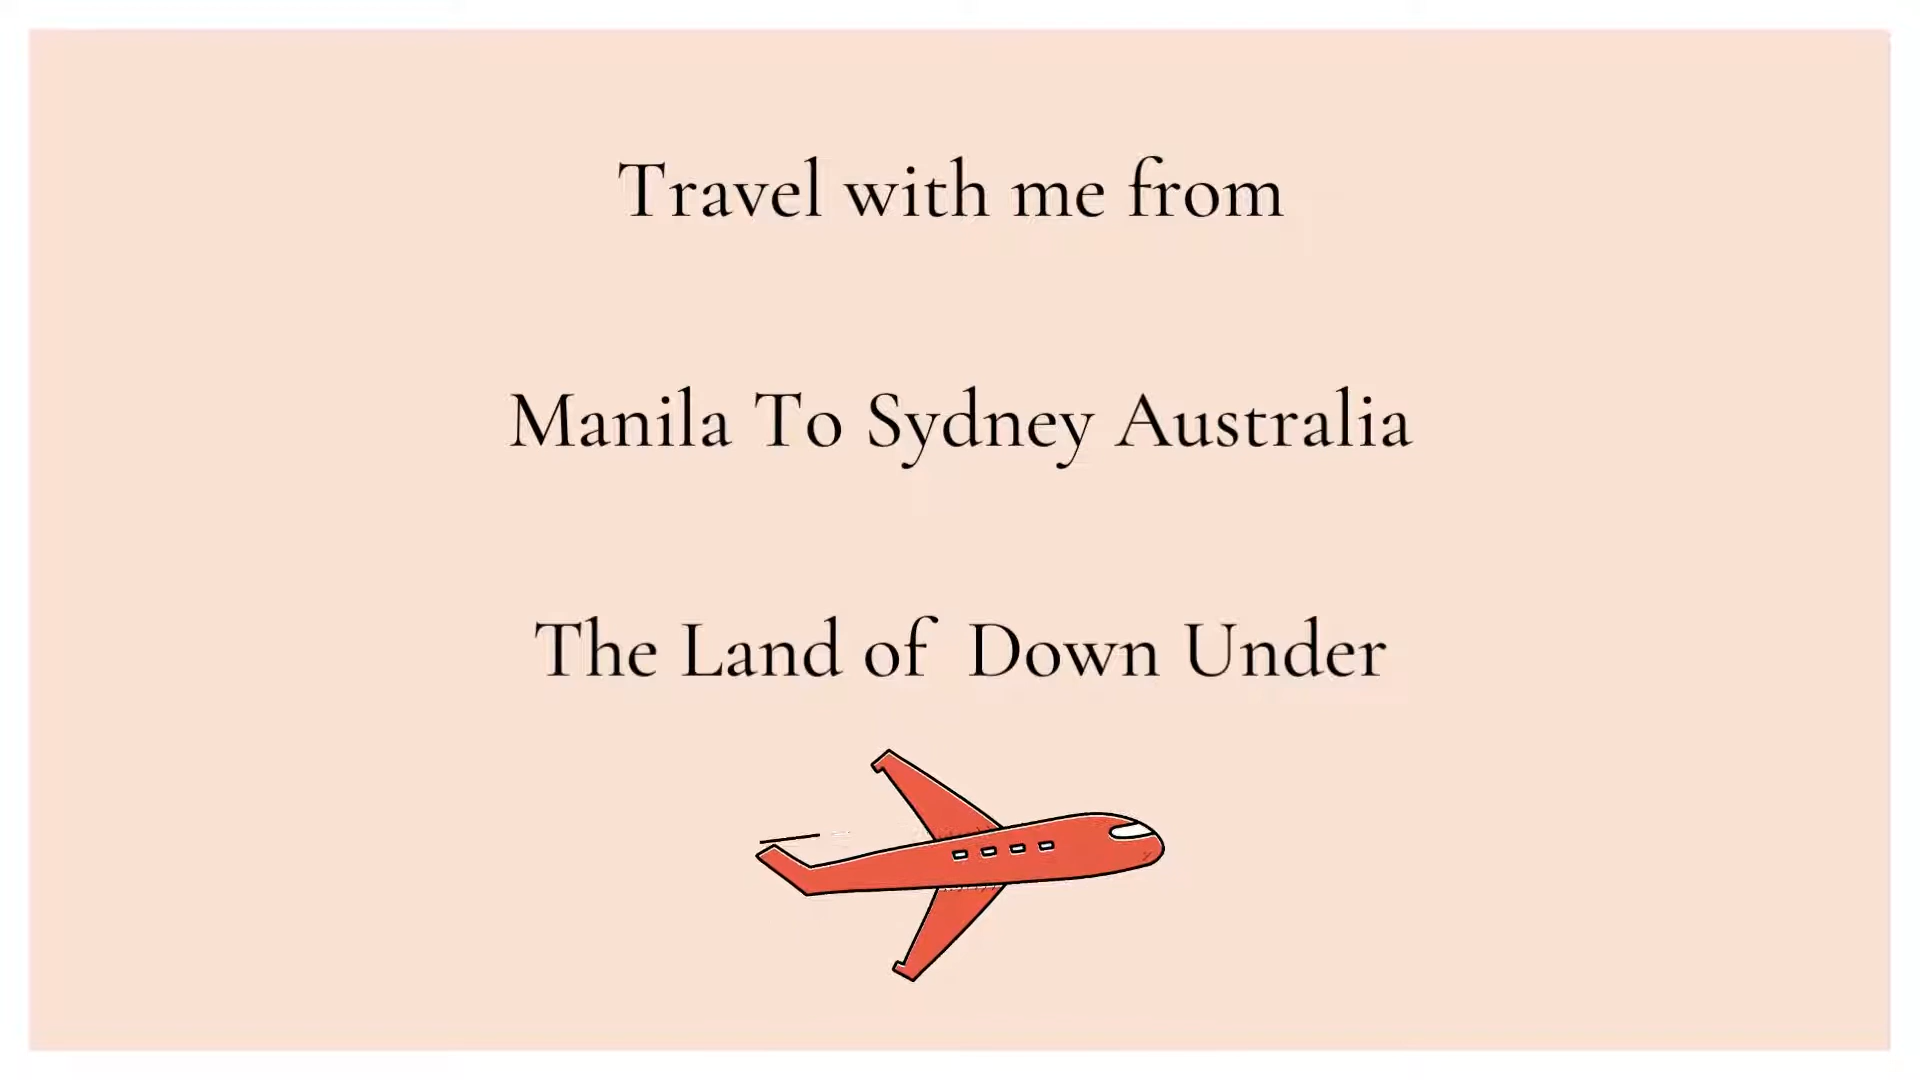 Travel with me from
Manila To Sydney Australia
The Land of Down Under